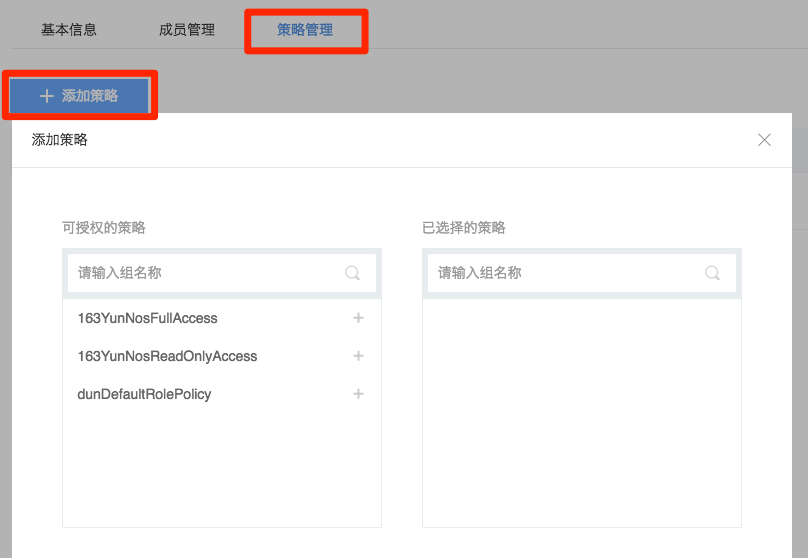 基本信息 成员管理 策略管理
添加策略
添加策略
可授权的策略 已选择的策略
请输入组名称 请输入组名称
163YunNosFullAccess
163YunNosReadOnlyAccess
dunDefaultRolePolicy